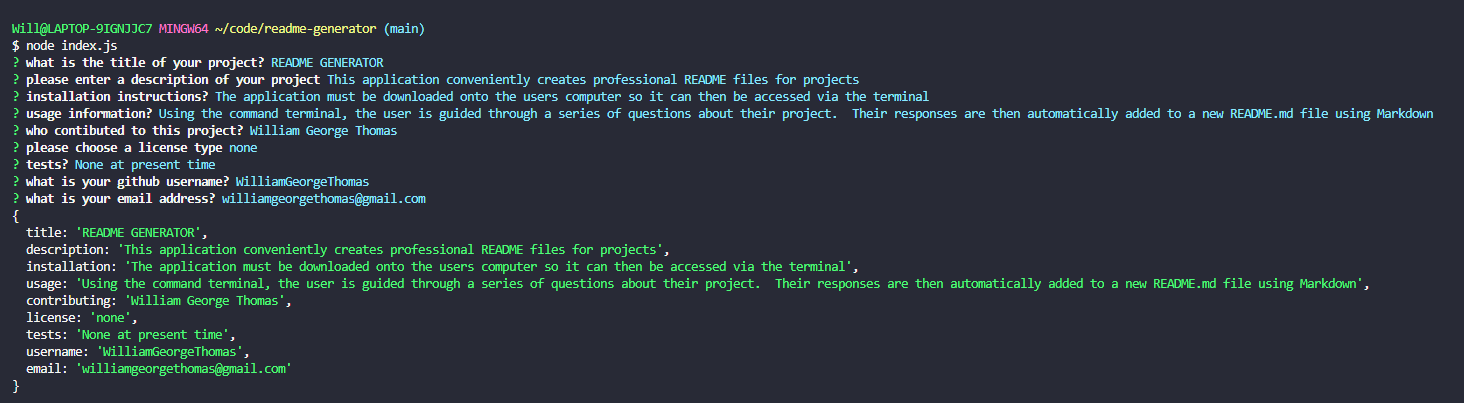 Will@LAPTOP-9IGNJJC7 MINGW64 ~/code/readme-generator (main)
$ node index.js
? what is the title of your project? README GENERATOR
? please enter a description of your project This application conveniently creates professional README files for projects
? installation instructions? The application must be downloaded onto the users computer so it can then be accessed via the terminal
? usage information? Using the command terminal, the user is guided through a series of questions about their project.  Their responses are then automatically added to a new README.md file using Markdown
? who contibuted to this project? William George Thomas
? please choose a license type none
? tests? None at present time
? what is your github username? WilliamGeorgeThomas
? what is your email address? williamgeorgethomas@gmail.com
{
  title: 'README GENERATOR',
  description: 'This application conveniently creates professional README files for projects',
  installation: 'The application must be downloaded onto the users computer so it can then be accessed via the terminal',
  usage: 'Using the command terminal, the user is guided through a series of questions about their project.  Their responses are then automatically added to a new README.md file using Markdown',
  contributing: 'William George Thomas',
  license: 'none',
  tests: 'None at present time',
  username: 'WilliamGeorgeThomas',
  email: 'williamgeorgethomas@gmail.com'
}